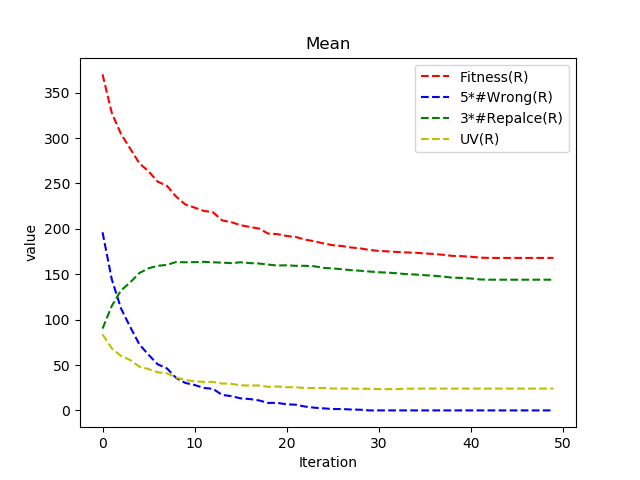 Mean
Fitness(R)
5*#Wrong(R)
3*#Repalce(R)
UV(R)
value
350
300
250
200
150
100
50
0
0 10 20 30 40 50
Iteration